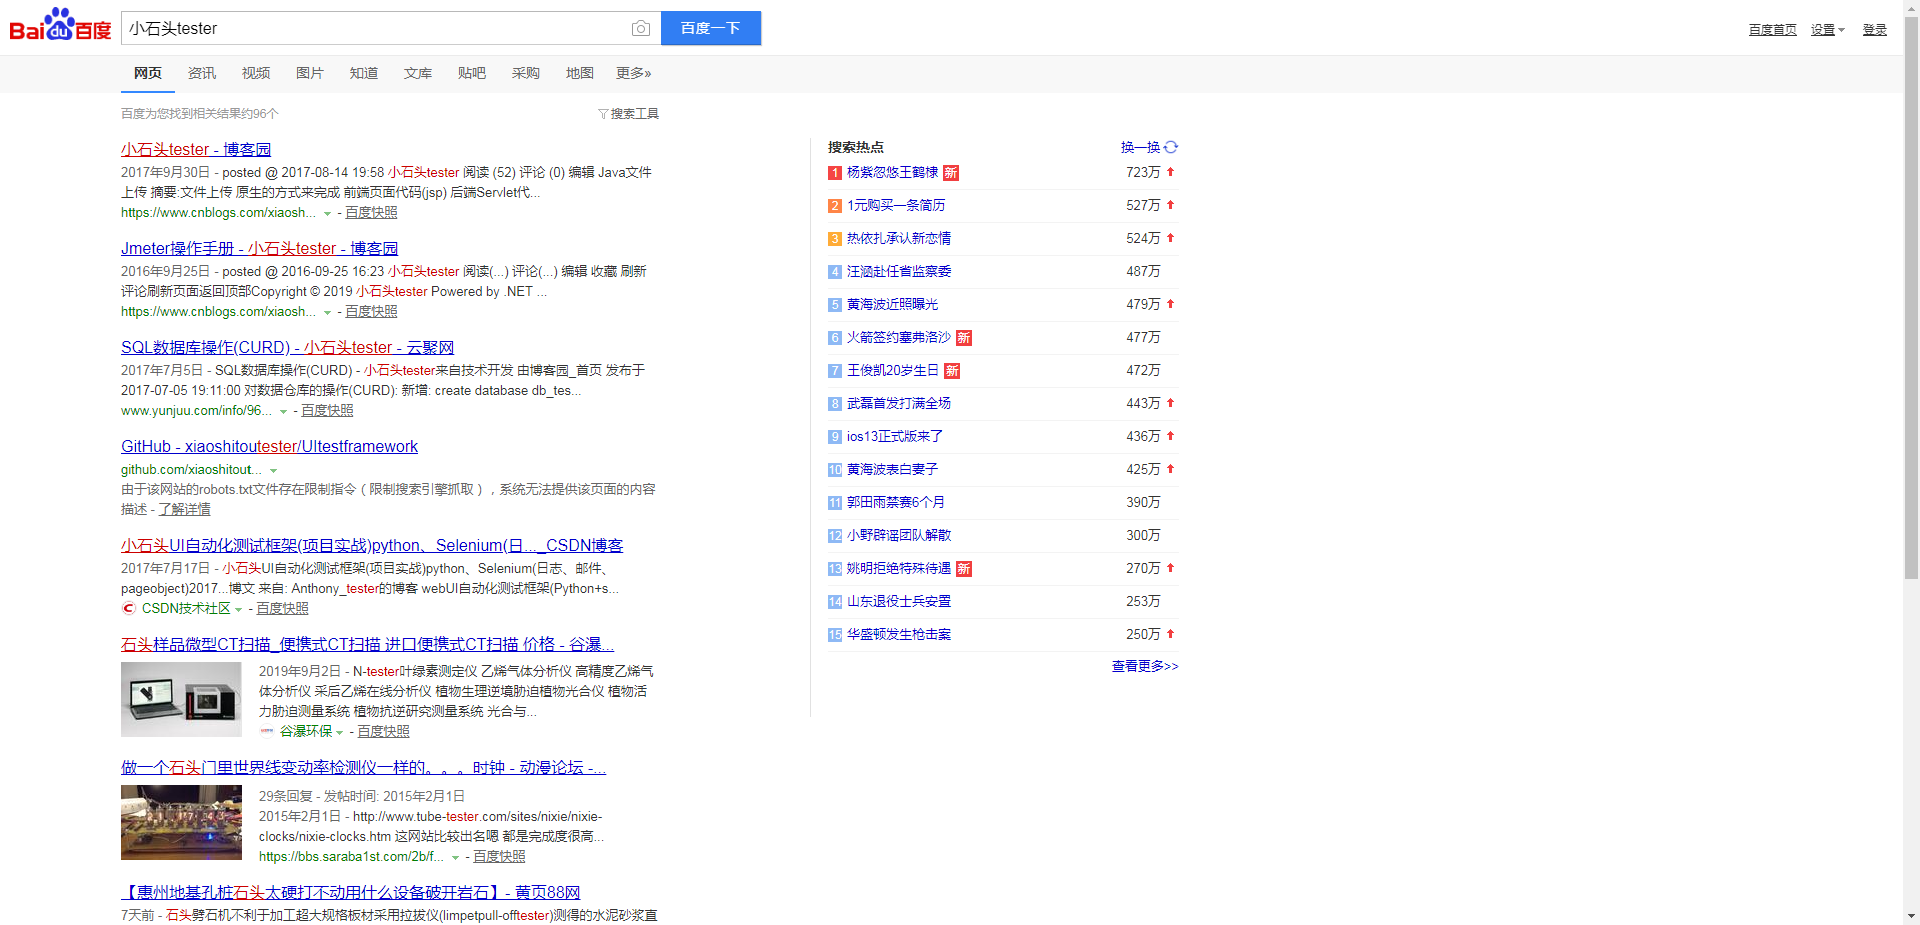 Bai du 百度
小石头tester
百度一下
百度首页 设置 登录
网页 资讯 视频 图片 知道 文库 贴吧 采购 地图 更多»
百度为您找到相关结果约96个
搜索工具
小石头tester - 博客园
2017年9月30日 - posted @ 2017-08-14 19:58 小石头tester 阅读 (52) 评论 (0) 编辑 Java文件
上传 摘要:文件上传 原生的方式来完成 前端页面代码(jsp) 后端Servlet代...
https://www.cnblogs.com/xiaosh... - 百度快照
Jmeter操作手册 - 小石头tester - 博客园
2016年9月25日 - posted @ 2016-09-25 16:23 小石头tester 阅读(...) 评论(...) 编辑 收藏 刷新
评论刷新页面返回顶部Copyright © 2019 小石头tester Powered by .NET ...
https://www.cnblogs.com/xiaosh... - 百度快照
SQL数据库操作(CURD) - 小石头tester - 云聚网
2017年7月5日 - SQL数据库操作(CURD) - 小石头tester来自技术开发 由博客园_首页 发布于
2017-07-05 19:11:00 对数据仓库的操作(CURD): 新增: create database db_tes...
www.yunjuu.com/info/96... - 百度快照
GitHub - xiaoshitoutester/UItestframework
github.com/xiaoshitout...
由于该网站的robots.txt文件存在限制指令（限制搜索引擎抓取），系统无法提供该页面的内容
描述 - 了解详情
小石头UI自动化测试框架(项目实战)python、Selenium(日..._CSDN博客
2017年7月17日 - 小石头UI自动化测试框架(项目实战)python、Selenium(日志、邮件、
pageobject)2017...博文 来自: Anthony_tester的博客 webUI自动化测试框架(Python+s...
CSDN技术社区 - 百度快照
石头样品微型CT扫描_便携式CT扫描 进口便携式CT扫描 价格 - 谷瀑...
2019年9月2日 - N-tester叶绿素测定仪 乙烯气体分析仪 高精度乙烯气
体分析仪 采后乙烯在线分析仪 植物生理逆境胁迫植物光合仪 植物活
力胁迫测量系统 植物抗逆研究测量系统 光合与...
谷瀑环保 - 百度快照
做一个石头门里世界线变动率检测仪一样的。。。时钟 - 动漫论坛 -...
29条回复 - 发帖时间: 2015年2月1日
2015年2月1日 - http://www.tube-tester.com/sites/nixie/nixie-
clocks/nixie-clocks.htm 这网站比较出名嗯 都是完成度很高...
https://bbs.saraba1st.com/2b/f... - 百度快照
【惠州地基孔桩石头太硬打不动用什么设备破开岩石】- 黄页88网
7天前 - 石头劈石机不利于加工超大规格板材采用拉拔仪(limpetpull-offtester)测得的水泥砂浆直
搜索热点 换一换
1 杨紫忽悠王鹤棣 新 723万
2 1元购买一条简历 527万
3 热依扎承认新恋情 524万
4 汪涵赴任省监察委 487万
5 黄海波近照曝光 479万
6 火箭签约塞弗洛沙 新 477万
7 王俊凯20岁生日 新 472万
8 武磊首发打满全场 443万
9 ios13正式版来了 436万
10 黄海波表白妻子 425万
11 郭田雨禁赛6个月 390万
12 小野辟谣团队解散 300万
13 姚明拒绝特殊待遇 新 270万
14 山东退役士兵安置 253万
15 华盛顿发生枪击案 250万
查看更多>>